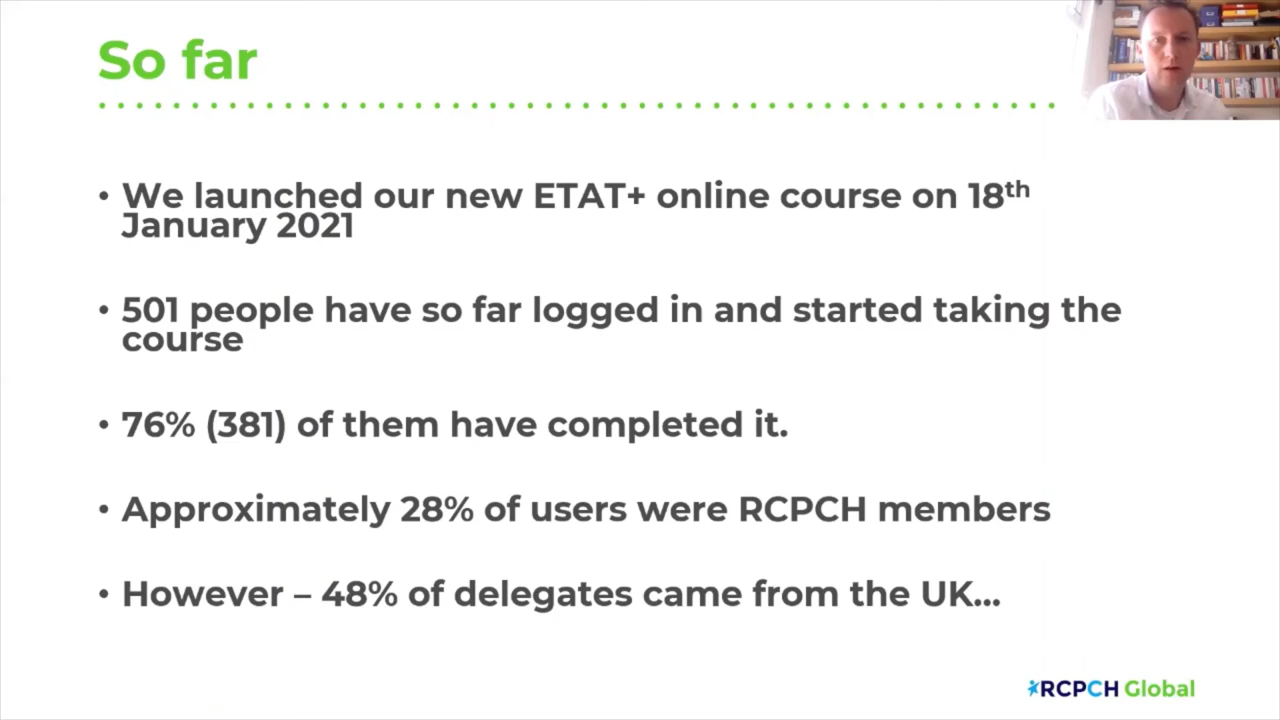 So far
• We launched our new ETAT+ online course on 18th
January 2021
• 501 people have so far logged in and started taking the
course
• 76% (381) of them have completed it.
• Approximately 28% of users were RCPCH members
• However – 48% of delegates came from the UK...
RCPCH Global